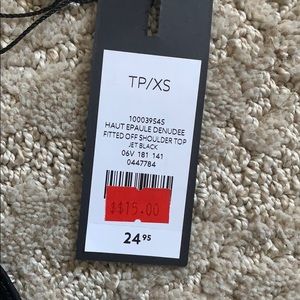 TP/XS
100039545
HAUT EPAULE DENUDEE
FITTED OFF SHOULDER TOP
JET BLACK
06V 181 141
0447784
$$15.00
24.95